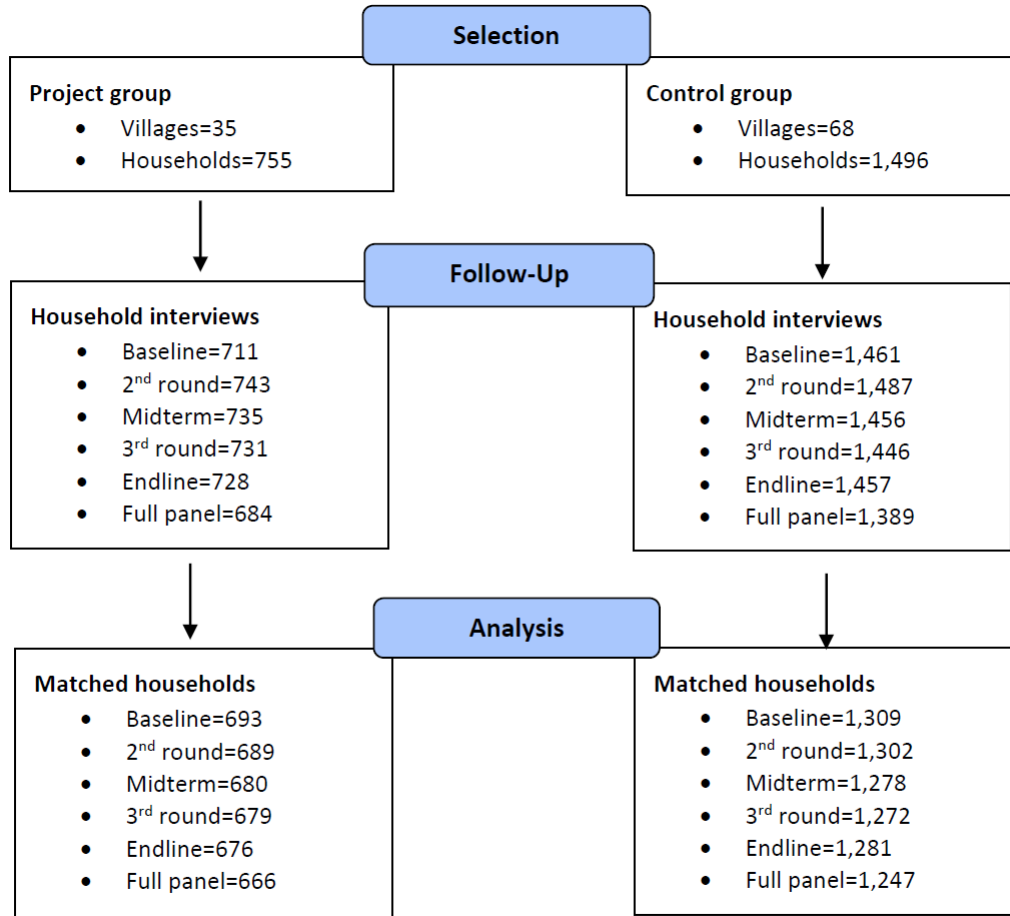 Selection
Project group
• Villages=35
• Households=755
Control group
• Villages=68
• Households=1,496
Follow-Up
Household interviews
• Baseline=711
• 2nd round=743
• Midterm=735
• 3rd round=731
• Endline=728
• Full panel=684
Household interviews
• Baseline=1,461
• 2nd round=1,487
• Midterm=1,456
• 3rd round=1,446
• Endline=1,457
• Full panel=1,389
Analysis
Matched households
• Baseline=693
• 2nd round=689
• Midterm=680
• 3rd round=679
• Endline=676
• Full panel=666
Matched households
• Baseline=1,309
• 2nd round=1,302
• Midterm=1,278
• 3rd round=1,272
• Endline=1,281
• Full panel=1,247